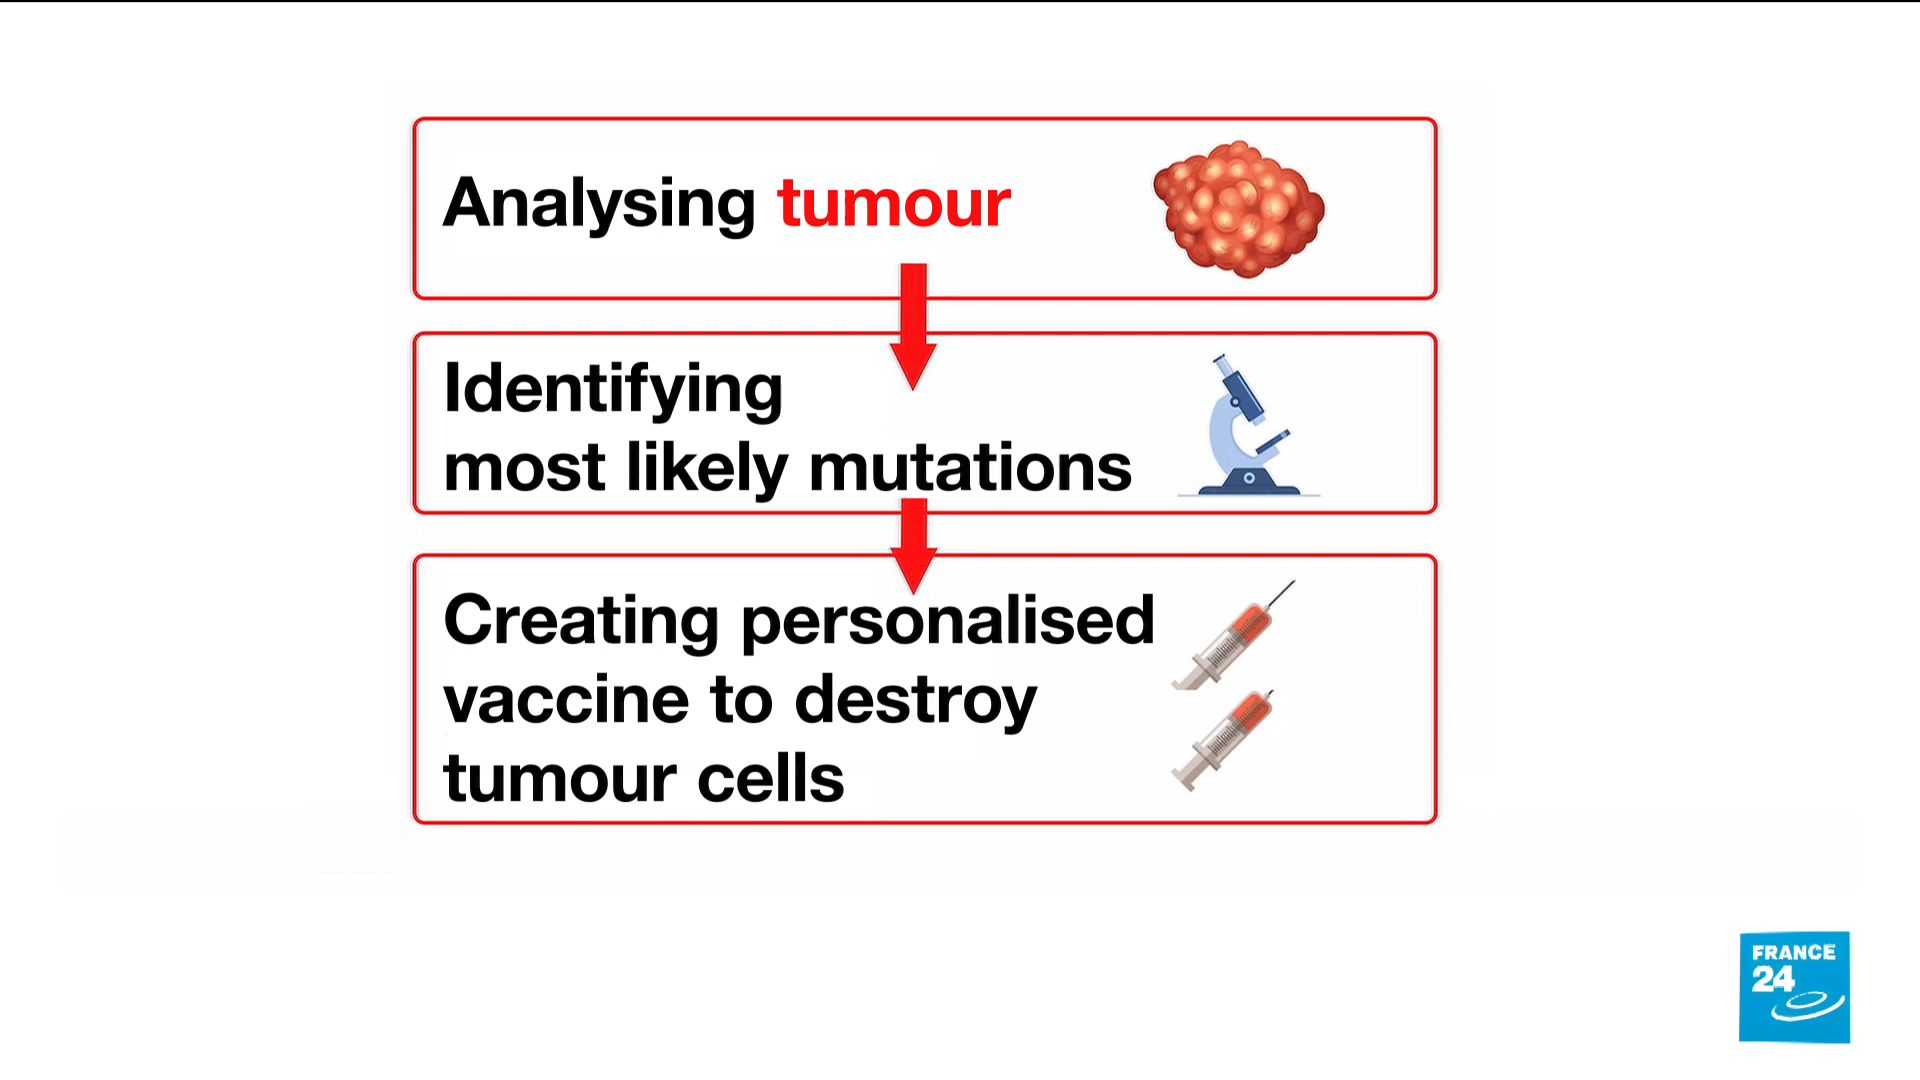 Analysing tumour
Identifying
most likely mutations
Creating personalised
vaccine to destroy
tumour cells
FRANCE
24